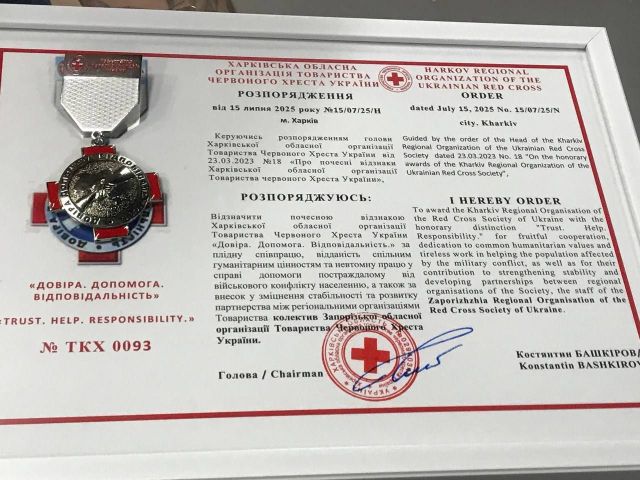 ХАРКІВСЬКА ОБЛАСНА
ОРГАНІЗАЦІЯ ТОВАРИСТВА
ЧЕРВОНОГО ХРЕСТА УКРАЇНИ
РОЗПОРЯДЖЕННЯ
від 15 липня 2025 року №15/07/25/Н
м. Харків
Керуючись розпорядженням голови
Харківської обласної організації
Товариства Червоного Хреста України від
23.03.2023 №18 «Про почесні відзнаки
Харківської обласної організації
Товариства Червоного Хреста України»,
РОЗПОРЯДЖУЮСЬ:
Відзначити почесною відзнакою
Харківської обласної організації
Товариства Червоного Хреста України
«Довіра. Допомога. Відповідальність.» за
плідну співпрацю, відданість спільним
гуманітарним цінностям та невтомну працю у
справі допомоги постраждалому від
військового конфлікту населенню, а також за
внесок у зміцнення стабільності та розвитку
партнерства між регіональними організаціями
Товариства колектив Запорізької обласної
організації Товариства Червоного Хреста
України.
Голова / Chairman
HARKOV REGIONAL
ORGANIZATION OF THE
UKRAINIAN RED CROSS
ORDER
dated July 15, 2025 No. 15/07/25/N
city. Kharkiv
Guided by the order of the Head of the Kharkiv
Regional Organization of the Ukrainian Red Cross
Society dated 23.03.2023 No. 18 "On the honorary
awards of the Kharkiv Regional Organization of the
Ukrainian Red Cross Society",
I HEREBY ORDER
To award the Kharkiv Regional Organisation of
the Red Cross Society of Ukraine with the
honorary distinction "Trust. Help.
Responsibility." for fruitful cooperation,
dedication to common humanitarian values and
tireless work in helping the population affected
by the military conflict, as well as for their
contribution to strengthening stability and
developing partnerships between regional
organisations of the Society, the staff of the
Zaporizhzhia Regional Organisation of the
Red Cross Society of Ukraine.
Костянтин БАШКІРОВ
Konstantin BASHKIROV
«ДОВІРА. ДОПОМОГА.
ВІДПОВІДАЛЬНІСТЬ»
«TRUST. HELP. RESPONSIBILITY.»
№ ТКХ 0093